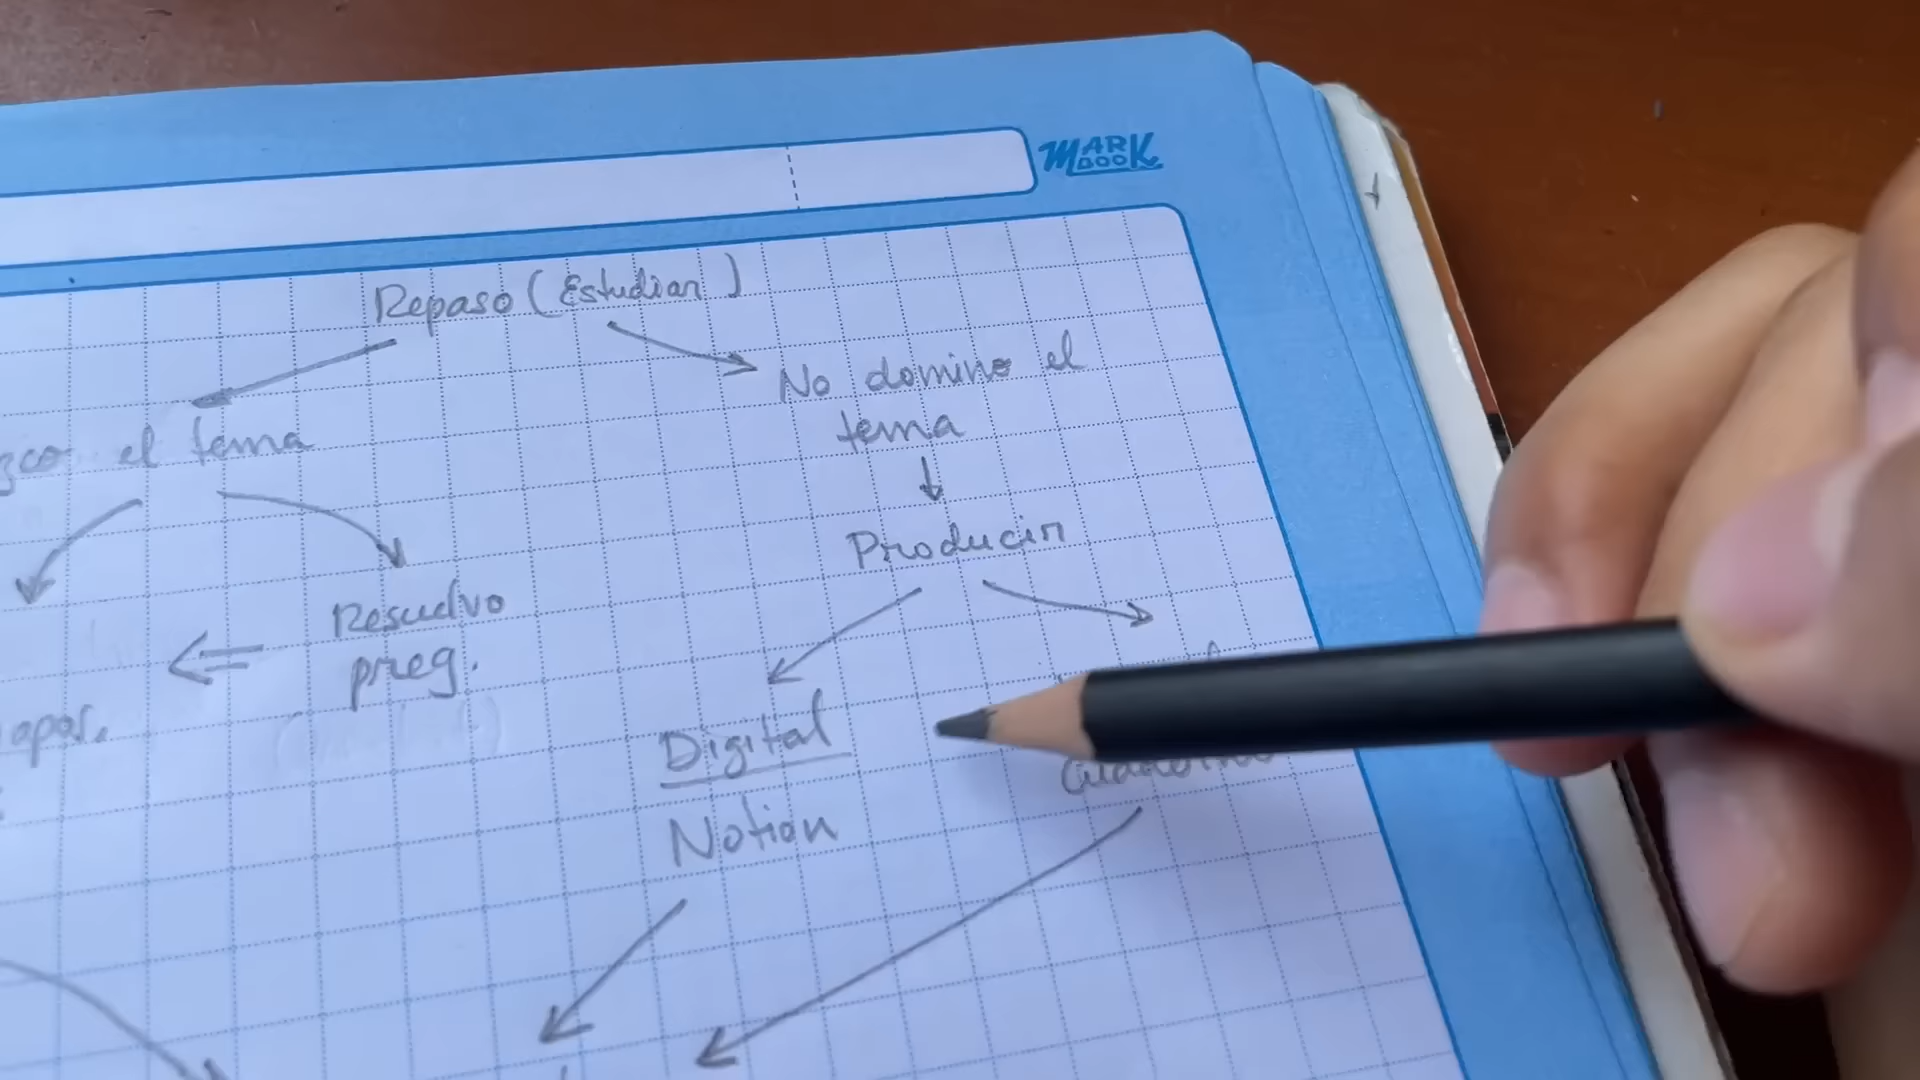 MARK BOOK
Repaso (Estudiar)
No domino el
tema
el tema
Producir
Resuelvo
preg.
Digital
Notion